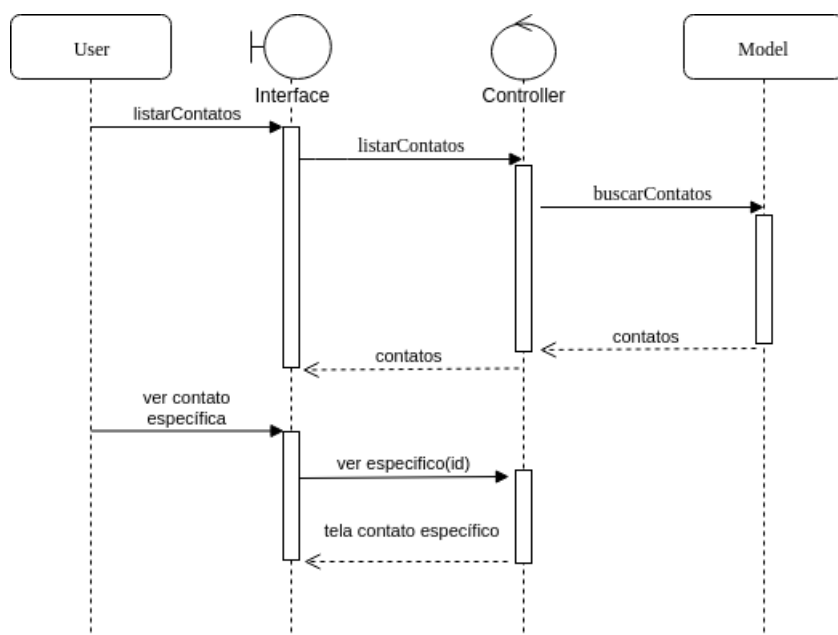 User
Model
Interface
Controller
listarContatos
listarContatos
buscarContatos
contatos
contatos
ver contato
específica
ver especifico(id)
tela contato específico